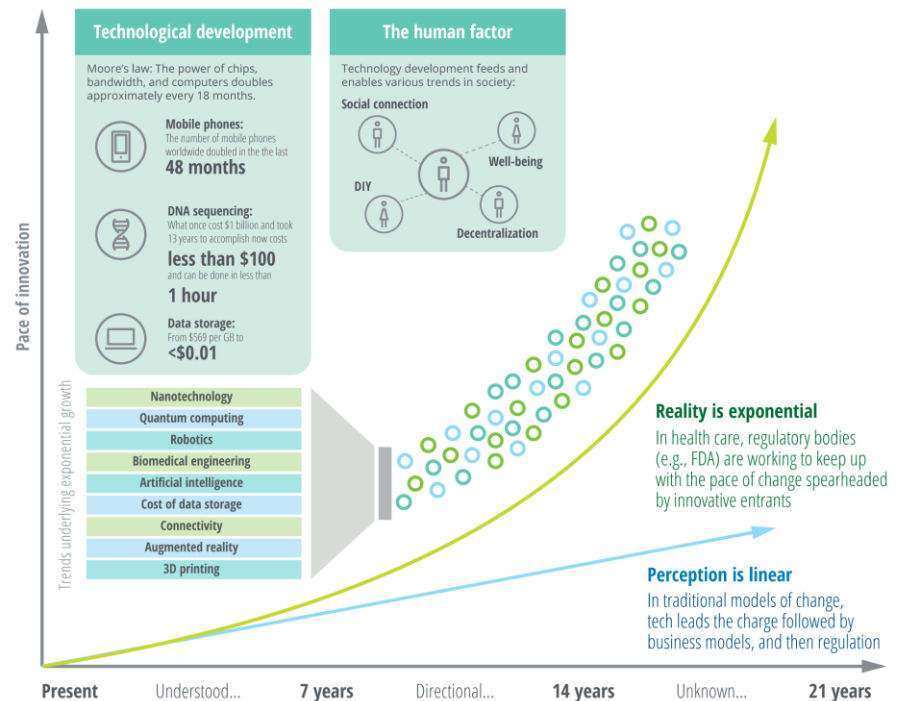 Technological development
Moore's law: The power of chips,
bandwidth, and computers doubles
approximately every 18 months.
Mobile phones:
The number of mobile phones
worldwide doubled in the the last
48 months
DNA sequencing:
What once cost $1 billion and took
13 years to accomplish now costs
less than $100
and can be done in less than
1 hour
Data storage:
From $569 per GB to
<$0.01
The human factor
Technology development feeds and
enables various trends in society:
Social connection
Well-being
DIY
Decentralization
Pace of innovation
Trends underlying exponential growth
Nanotechnology
Quantum computing
Robotics
Biomedical engineering
Artificial intelligence
Cost of data storage
Connectivity
Augmented reality
3D printing
Reality is exponential
In health care, regulatory bodies
(e.g., FDA) are working to keep up
with the pace of change spearheaded
by innovative entrants
Perception is linear
In traditional models of change,
tech leads the charge followed by
business models, and then regulation
Present Understood... 7 years Directional... 14 years Unknown... 21 years